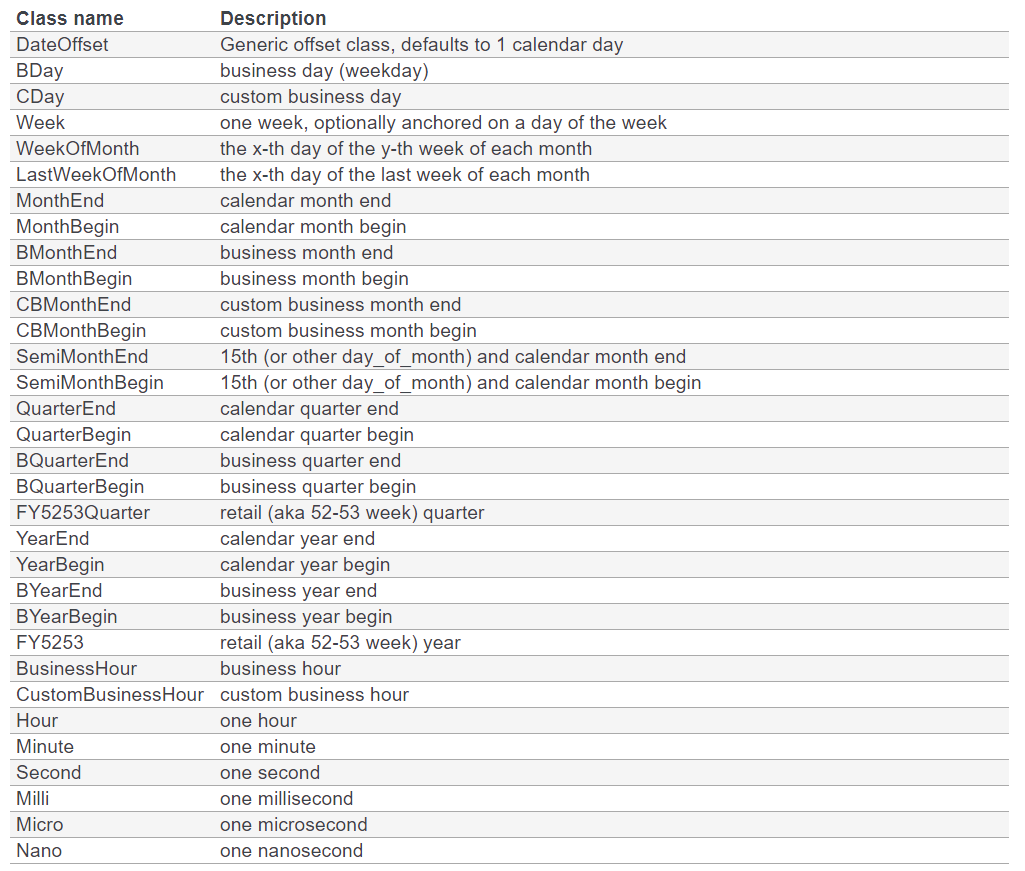 Class name Description
DateOffset Generic offset class, defaults to 1 calendar day
BDay business day (weekday)
CDay custom business day
Week one week, optionally anchored on a day of the week
WeekOfMonth the x-th day of the y-th week of each month
LastWeekOfMonth the x-th day of the last week of each month
MonthEnd calendar month end
MonthBegin calendar month begin
BMonthEnd business month end
BMonthBegin business month begin
CBMonthEnd custom business month end
CBMonthBegin custom business month begin
SemiMonthEnd 15th (or other day_of_month) and calendar month end
SemiMonthBegin 15th (or other day_of_month) and calendar month begin
QuarterEnd calendar quarter end
QuarterBegin calendar quarter begin
BQuarterEnd business quarter end
BQuarterBegin business quarter begin
FY5253Quarter retail (aka 52-53 week) quarter
YearEnd calendar year end
YearBegin calendar year begin
BYearEnd business year end
BYearBegin business year begin
FY5253 retail (aka 52-53 week) year
BusinessHour business hour
CustomBusinessHour custom business hour
Hour one hour
Minute one minute
Second one second
Milli one millisecond
Micro one microsecond
Nano one nanosecond